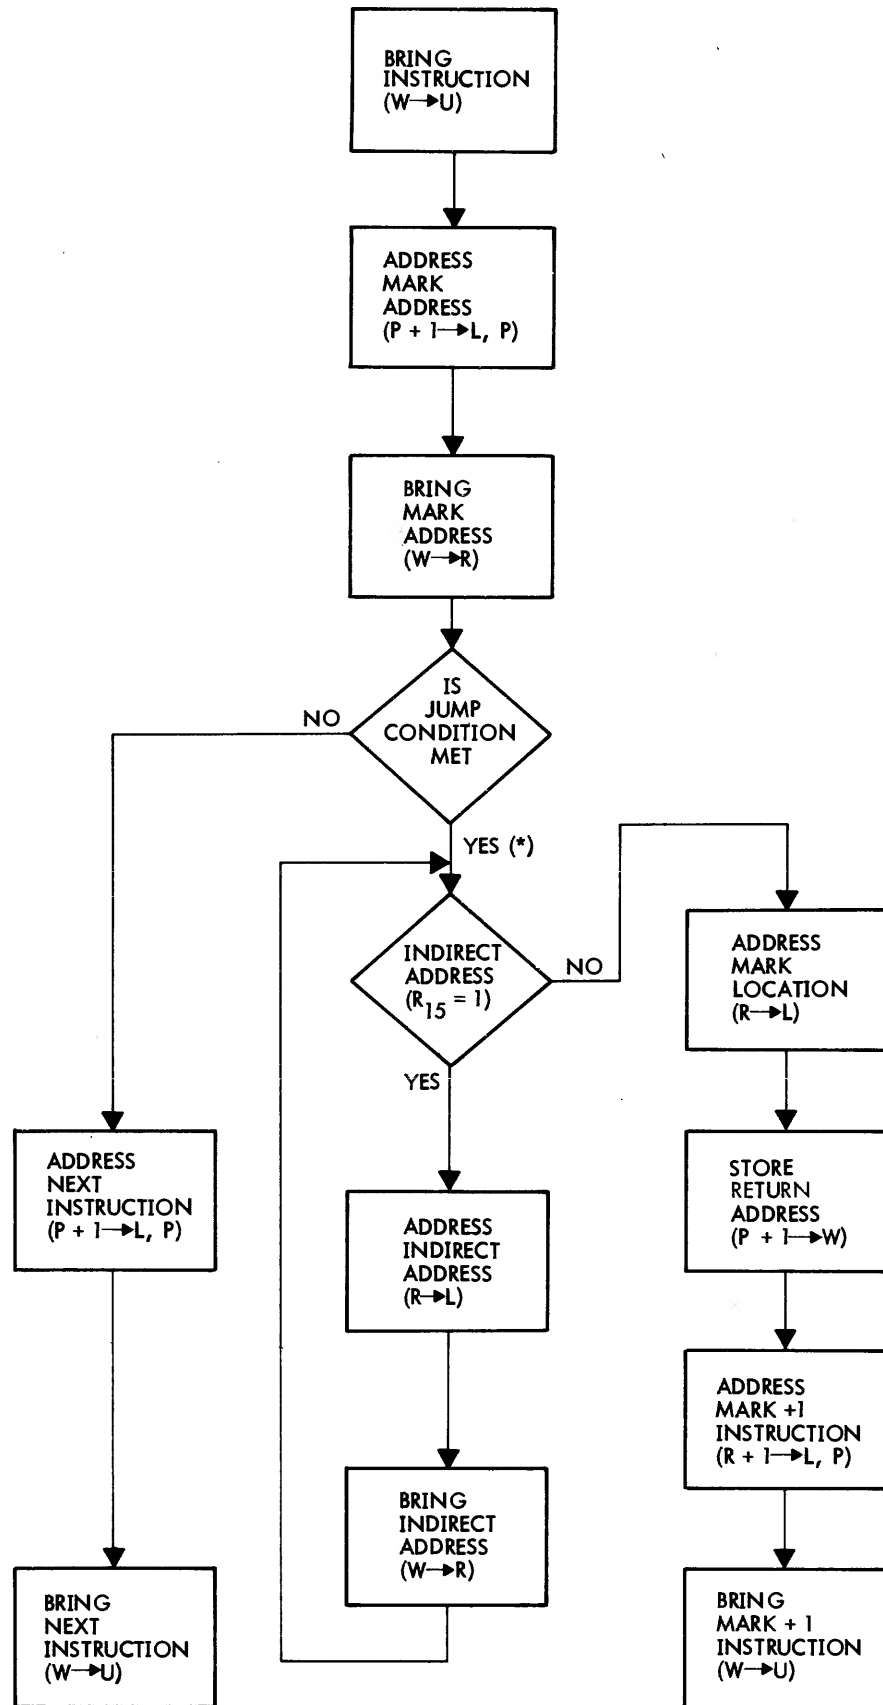 BRING
INSTRUCTION
(W→U)
ADDRESS
MARK
ADDRESS
(P + 1→L, P)
BRING
MARK
ADDRESS
(W→R)
IS
JUMP
CONDITION
MET
NO
YES (*)
INDIRECT
ADDRESS
(R15 = 1)
NO
YES
ADDRESS
MARK
LOCATION
(R→L)
ADDRESS
NEXT
INSTRUCTION
(P + 1→L, P)
STORE
RETURN
ADDRESS
(P + 1→W)
ADDRESS
INDIRECT
ADDRESS
(R→L)
ADDRESS
MARK +1
INSTRUCTION
(R + 1→L, P)
BRING
INDIRECT
ADDRESS
(W→R)
BRING
NEXT
INSTRUCTION
(W→U)
BRING
MARK + 1
INSTRUCTION
(W→U)